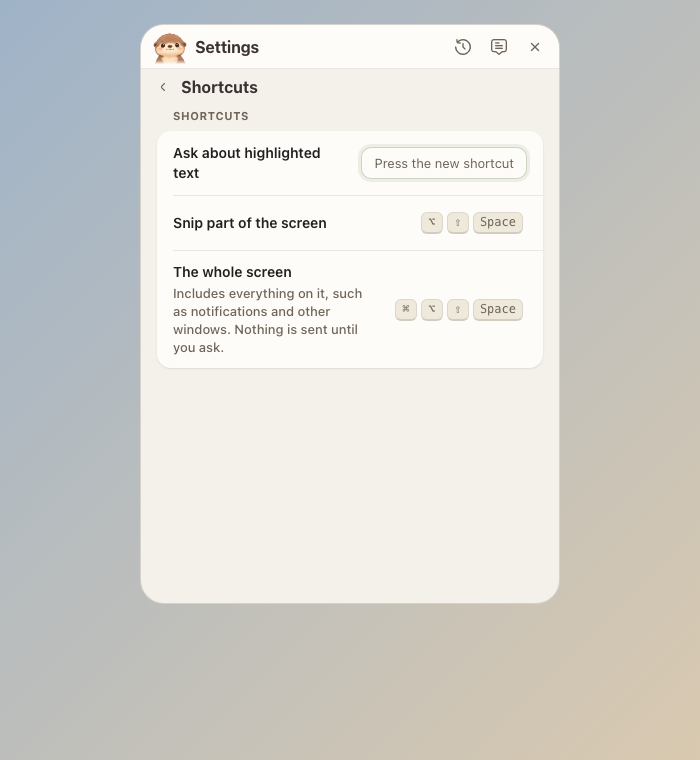 Settings
Shortcuts
SHORTCUTS
Ask about highlighted
text
Press the new shortcut
Snip part of the screen
⌥ ⇧ Space
The whole screen
Includes everything on it, such
as notifications and other
windows. Nothing is sent until
you ask.
⌘ ⌥ ⇧ Space